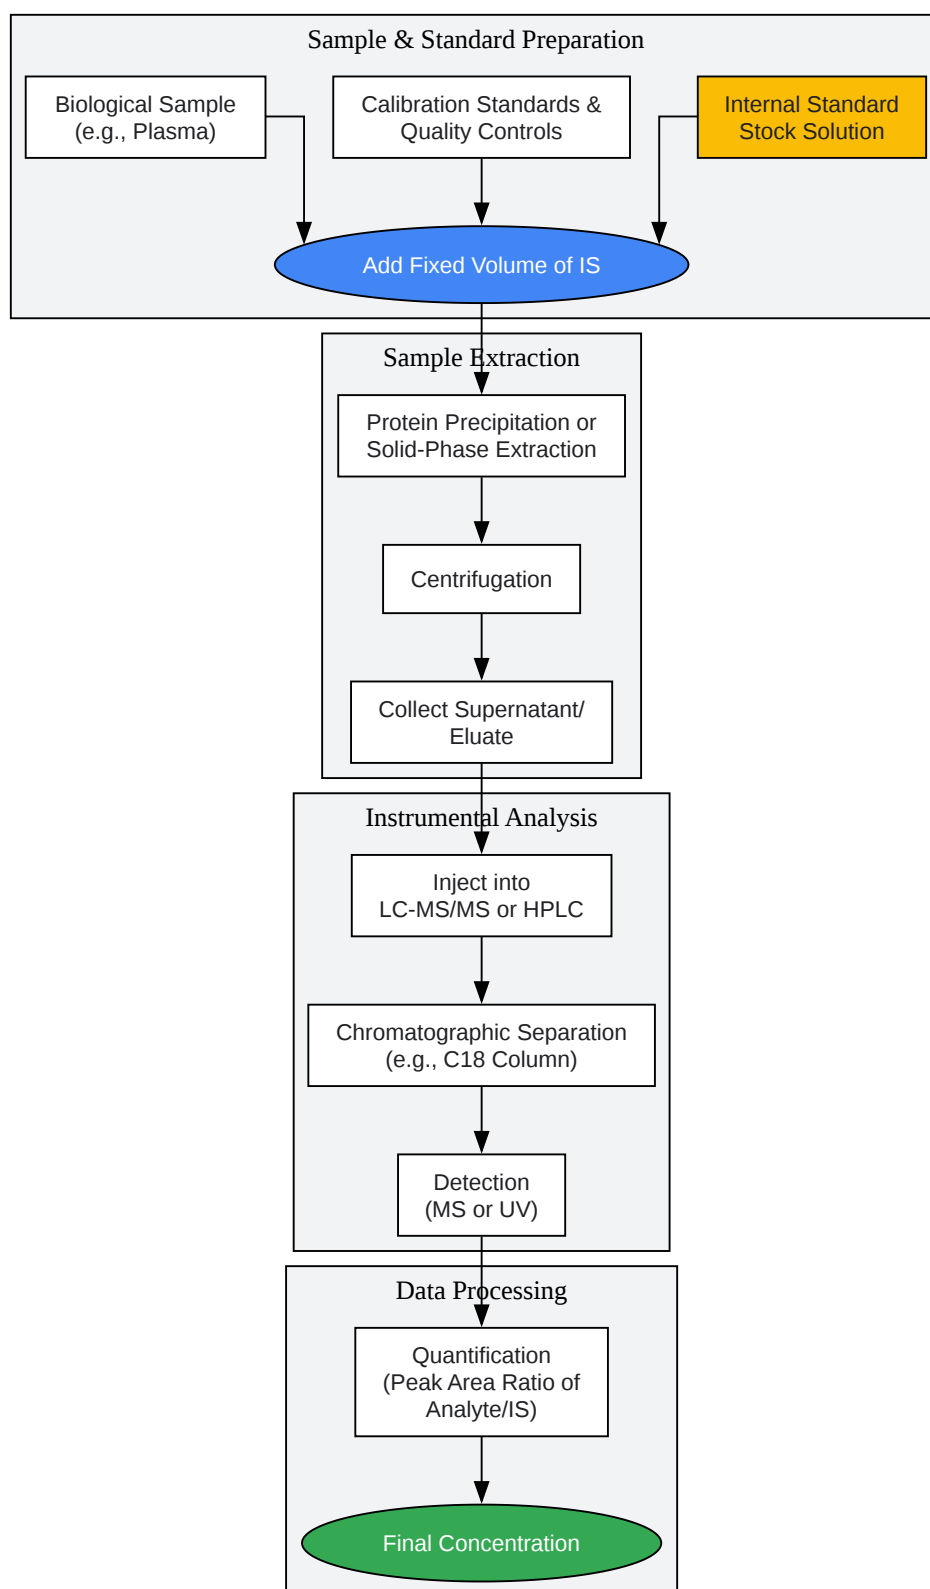 Sample & Standard Preparation
Biological Sample
(e.g., Plasma)
Calibration Standards &
Quality Controls
Internal Standard
Stock Solution
Add Fixed Volume of IS
Sample Extraction
Protein Precipitation or
Solid-Phase Extraction
Centrifugation
Collect Supernatant/
Eluate
Instrumental Analysis
Inject into
LC-MS/MS or HPLC
Chromatographic Separation
(e.g., C18 Column)
Detection
(MS or UV)
Data Processing
Quantification
(Peak Area Ratio of
Analyte/IS)
Final Concentration